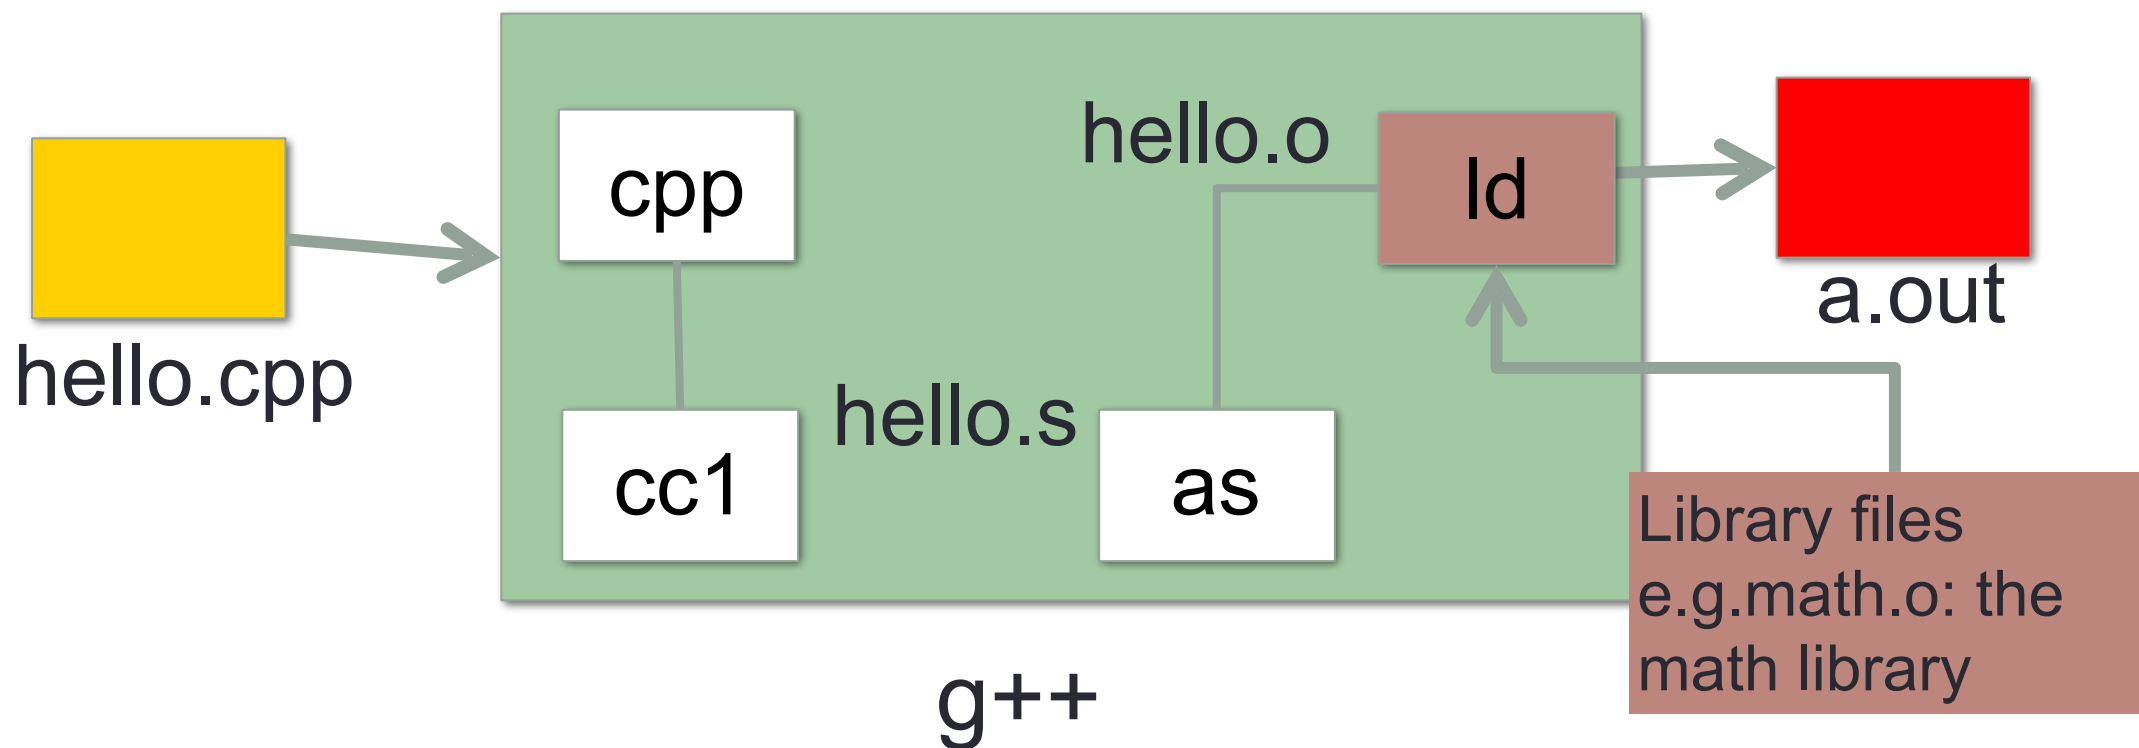 hello.cpp
cpp
cc1
hello.s
as
hello.o
ld
a.out
Library files
e.g.math.o: the
math library
g++